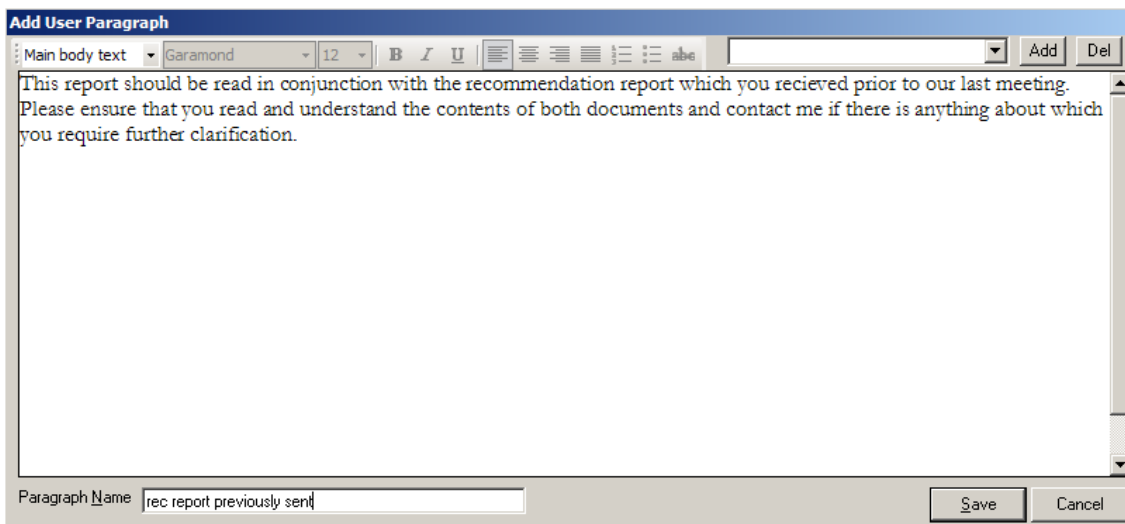 Add User Paragraph
Main body text Garamond 12 B I U abc Add Del
This report should be read in conjunction with the recommendation report which you recieved prior to our last meeting.
Please ensure that you read and understand the contents of both documents and contact me if there is anything about which
you require further clarification.
Paragraph Name rec report previously sent Save Cancel